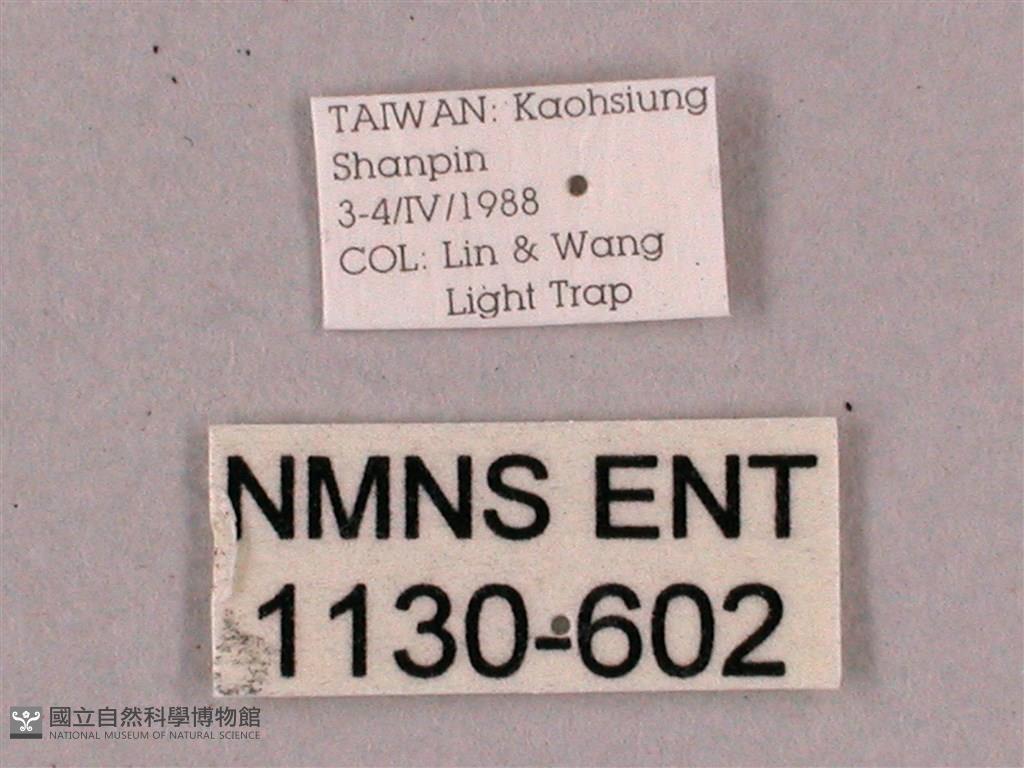 TAIWAN: Kaohsiung
Shanpin
3-4/IV/1988
COL: Lin & Wang
Light Trap
NMNS ENT
1130-602
國立自然科學博物館
NATIONAL MUSEUM OF NATURAL SCIENCE